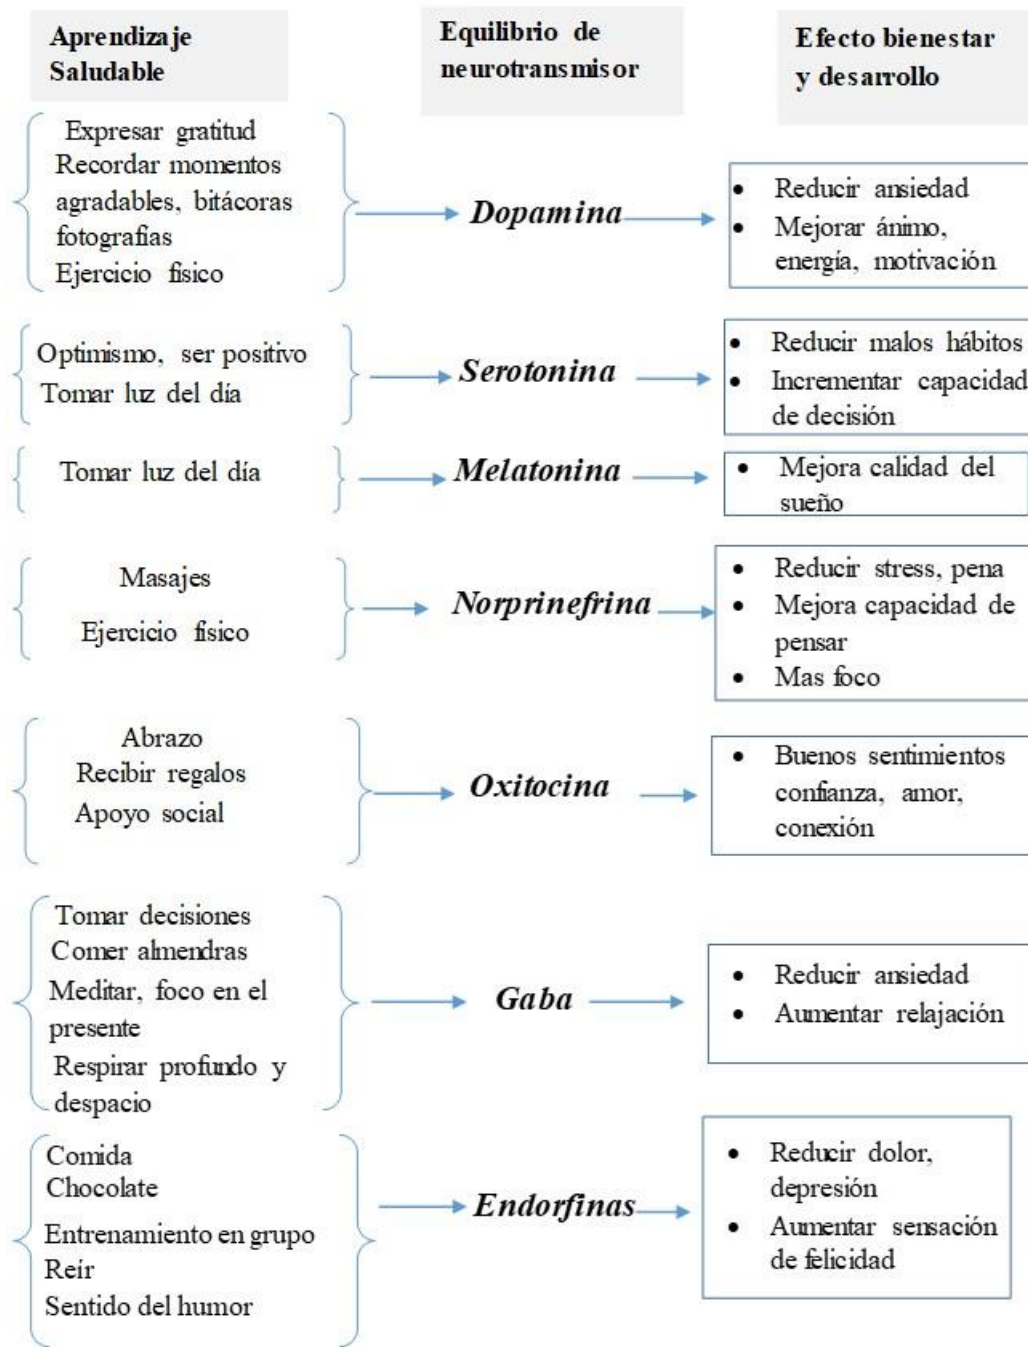 Aprendizaje
Saludable
Equilibrio de
neurotransmisor
Efecto bienestar
y desarrollo
Expresar gratitud
Recordar momentos
agradables, bitácoras
fotografías
Ejercicio físico
Dopamina
• Reducir ansiedad
• Mejorar ánimo,
energía, motivación
Optimismo, ser positivo
Tomar luz del día
Serotonina
• Reducir malos hábitos
• Incrementar capacidad
de decisión
Tomar luz del día
Melatonina
• Mejora calidad del
sueño
Masajes
Ejercicio físico
Norprinefrina
• Reducir stress, pena
• Mejora capacidad de
pensar
• Mas foco
Abrazo
Recibir regalos
Apoyo social
Oxitocina
• Buenos sentimientos
confianza, amor,
conexión
Tomar decisiones
Comer almendras
Meditar, foco en el
presente
Respirar profundo y
despacio
Gaba
• Reducir ansiedad
• Aumentar relajación
Comida
Chocolate
Entrenamiento en grupo
Reír
Sentido del humor
Endorfinas
• Reducir dolor,
depresión
• Aumentar sensación
de felicidad